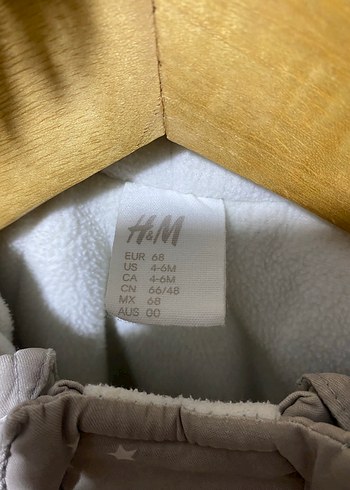 H&M
EUR 68
US 4-6M
CA 4-6M
CN 66/48
MX 68
AUS 00